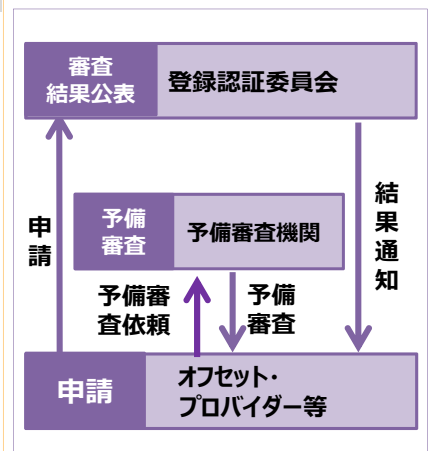 審査
結果公表
登録認証委員会
申
請
予備
審査
予備審査機関
結
果
通
知
予備審
査依頼
予備
審査
申請
オフセット・
プロバイダー等